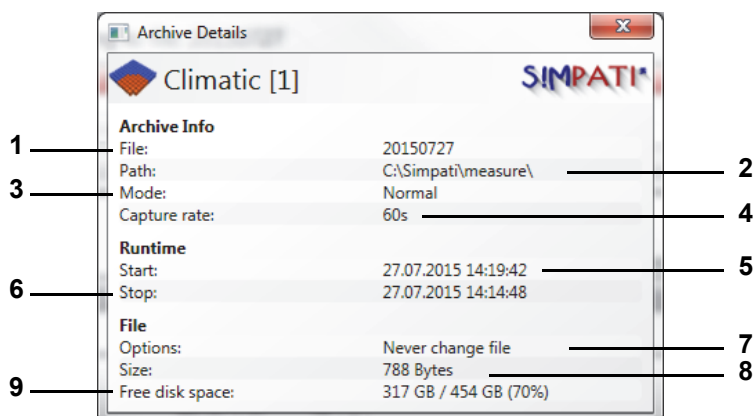 Archive Details
Climatic [1] S!MPATI*
Archive Info
1 File: 20150727
Path: C:\Simpati\measure\ 2
3 Mode: Normal
Capture rate: 60s 4
Runtime
Start: 27.07.2015 14:19:42 5
6 Stop: 27.07.2015 14:14:48
File
Options: Never change file 7
Size: 788 Bytes 8
9 Free disk space: 317 GB / 454 GB (70%)